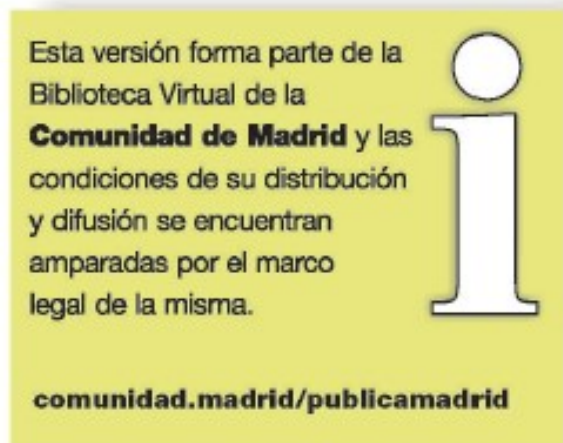 Esta versión forma parte de la
Biblioteca Virtual de la
Comunidad de Madrid y las
condiciones de su distribución
y difusión se encuentran
amparadas por el marco
legal de la misma.
i
comunidad.madrid/publicamadrid